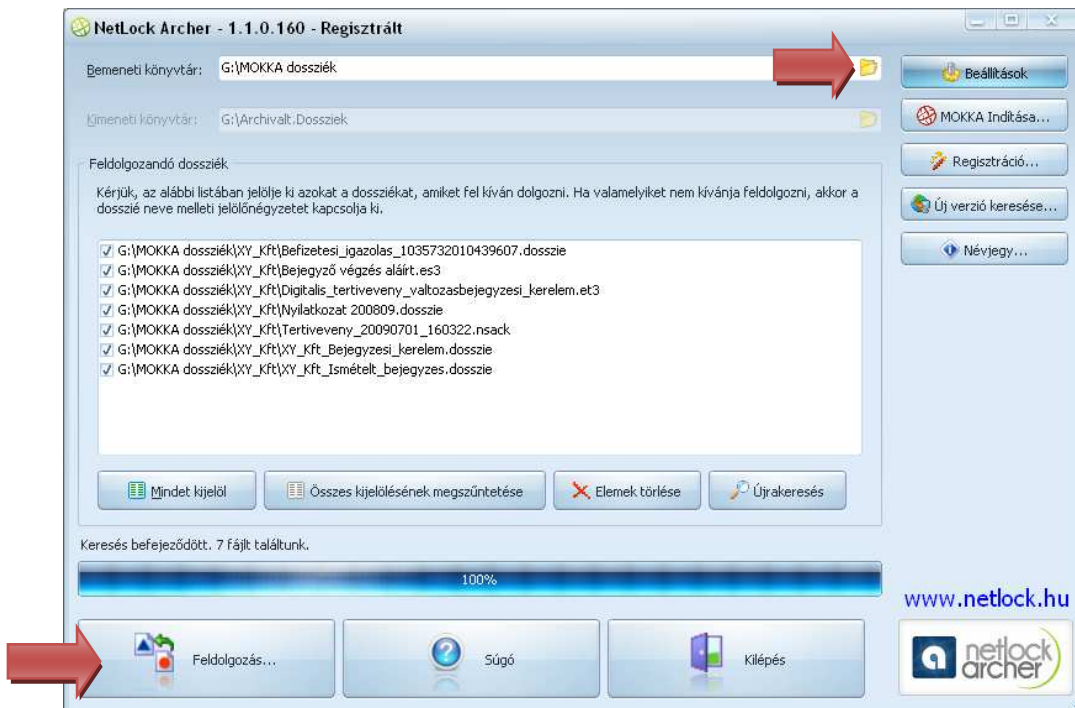 NetLock Archer - 1.1.0.160 - Regisztrált
Bemeneti könyvtár: G:\MOKKA dossziék
Kimeneti könyvtár: G:\Archivalt.Dossziek
Feldolgozandó dossziék
Kérjük, az alábbi listában jelölje ki azokat a dossziékat, amiket fel kíván dolgozni. Ha valamelyiket nem kívánja feldolgozni, akkor a
dosszié neve melleti jelölőnégyzetet kapcsolja ki.
G:\MOKKA dossziék\XY_Kft\Befizetesi_igazolas_1035732010439607.dosszie
G:\MOKKA dossziék\XY_Kft\Bejegyző végzés aláírt.es3
G:\MOKKA dossziék\XY_Kft\Digitalis_tertiveveny_valtozasbejegyzesi_kerelem.et3
G:\MOKKA dossziék\XY_Kft\Nyilatkozat 200809.dosszie
G:\MOKKA dossziék\XY_Kft\Tertiveveny_20090701_160322.nsack
G:\MOKKA dossziék\XY_Kft\XY_Kft_Bejegyzesi_kerelem.dosszie
G:\MOKKA dossziék\XY_Kft\XY_Kft_Ismételt_bejegyzes.dosszie
Mindet kijelöl
Összes kijelölésének megszűntetése
Elemek törlése
Újrakeresés
Keresés befejeződött. 7 fájlt találtunk.
100%
Feldolgozás...
Súgó
Kilépés
Beállítások
MOKKA Indítása...
Regisztráció...
Új verzió keresése...
Névjegy...
www.netlock.hu
netlock
archer